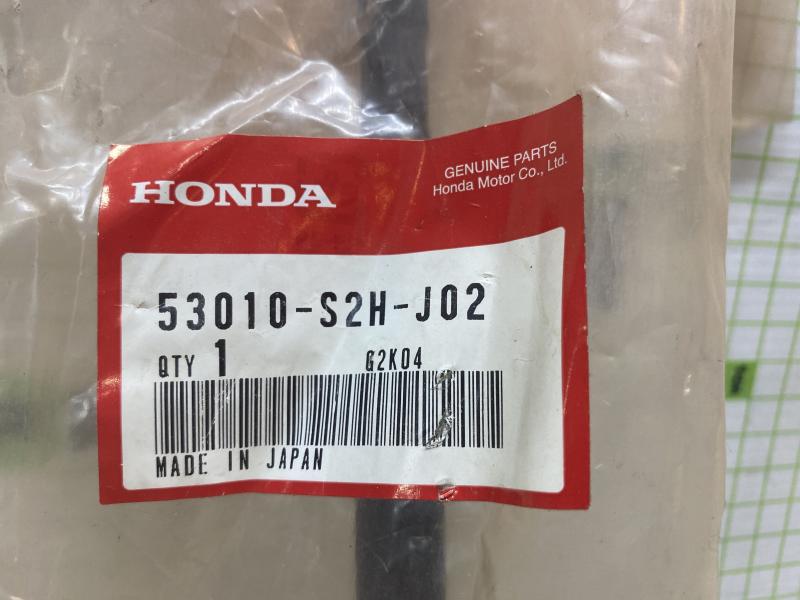 HONDA
GENUINE PARTS
Honda Motor Co., Ltd.
53010-S2H-J02
QTY 1 G2K04
MADE IN JAPAN